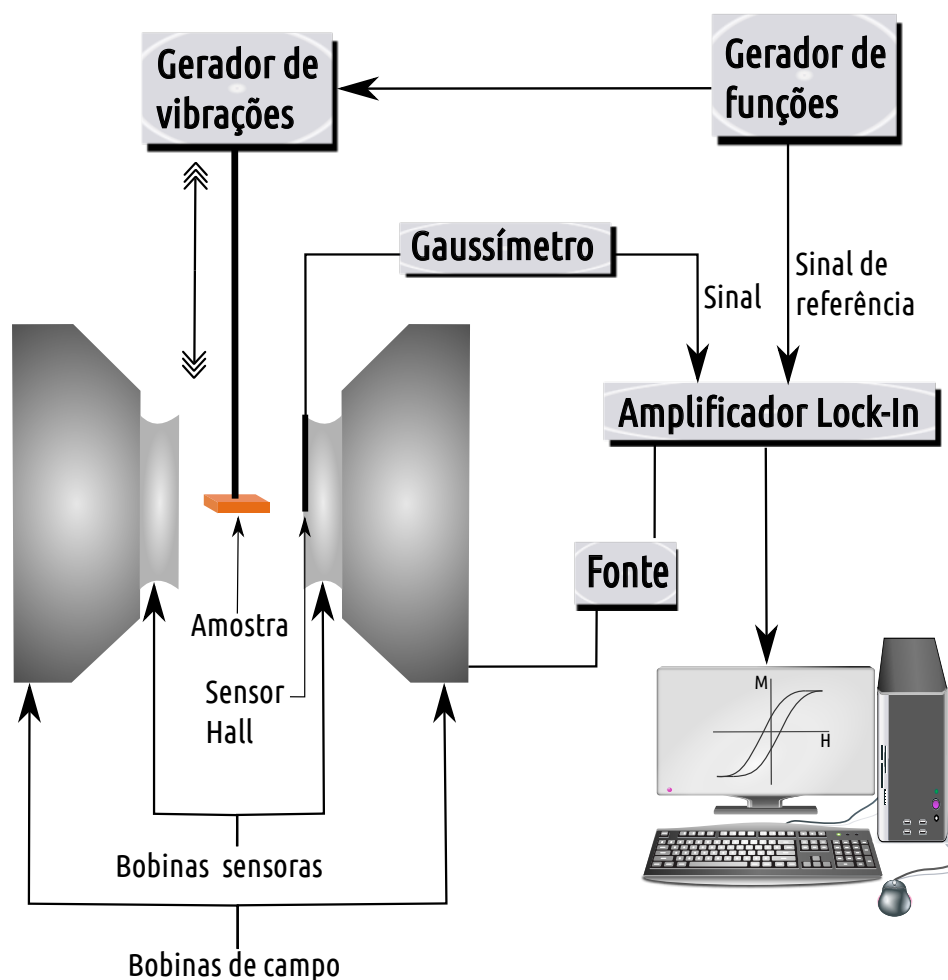 Gerador de
vibrações
Gerador de
funções
Gaussímetro
Sinal
Sinal de
referência
Amplificador Lock-In
Fonte
Amostra
Sensor
Hall
M
H
Bobinas sensoras
Bobinas de campo